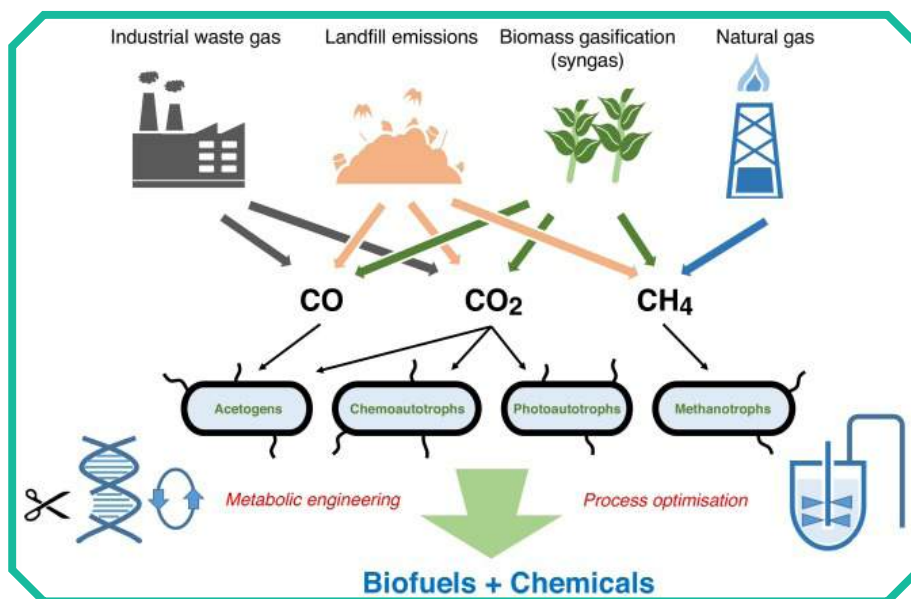 Industrial waste gas
Landfill emissions
Biomass gasification
(syngas)
Natural gas
CO
CO2
CH4
Acetogens
Chemoautotrophs
Photoautotrophs
Methanotrophs
Metabolic engineering
Process optimisation
Biofuels + Chemicals